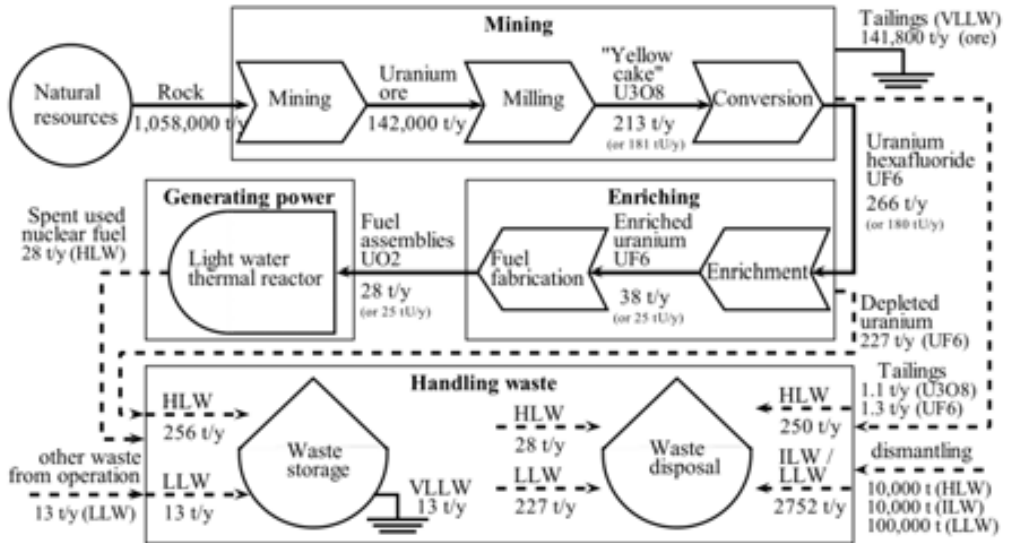 Mining
Tailings (VLLW)
141,800 t/y (ore)
Natural
resources
Rock
1,058,000 t/y
Mining
Uranium
ore
142,000 t/y
Milling
"Yellow
cake"
U3O8
213 t/y
(or 181 tU/y)
Conversion
Uranium
hexafluoride
UF6
266 t/y
(or 180 tU/y)
Generating power
Enriching
Spent used
nuclear fuel
28 t/y (HLW)
Light water
thermal reactor
Fuel
assemblies
UO2
28 t/y
(or 25 tU/y)
Fuel
fabrication
Enriched
uranium
UF6
38 t/y
(or 25 tU/y)
Enrichment
Depleted
uranium
227 t/y (UF6)
Handling waste
Tailings
1.1 t/y (U3O8)
1.3 t/y (UF6)
HLW
256 t/y
Waste
storage
HLW
28 t/y
Waste
disposal
HLW
250 t/y
other waste
from operation
13 t/y (LLW)
LLW
13 t/y
VLLW
13 t/y
LLW
227 t/y
ILW /
LLW
2752 t/y
dismantling
10,000 t (HLW)
10,000 t (ILW)
100,000 t (LLW)